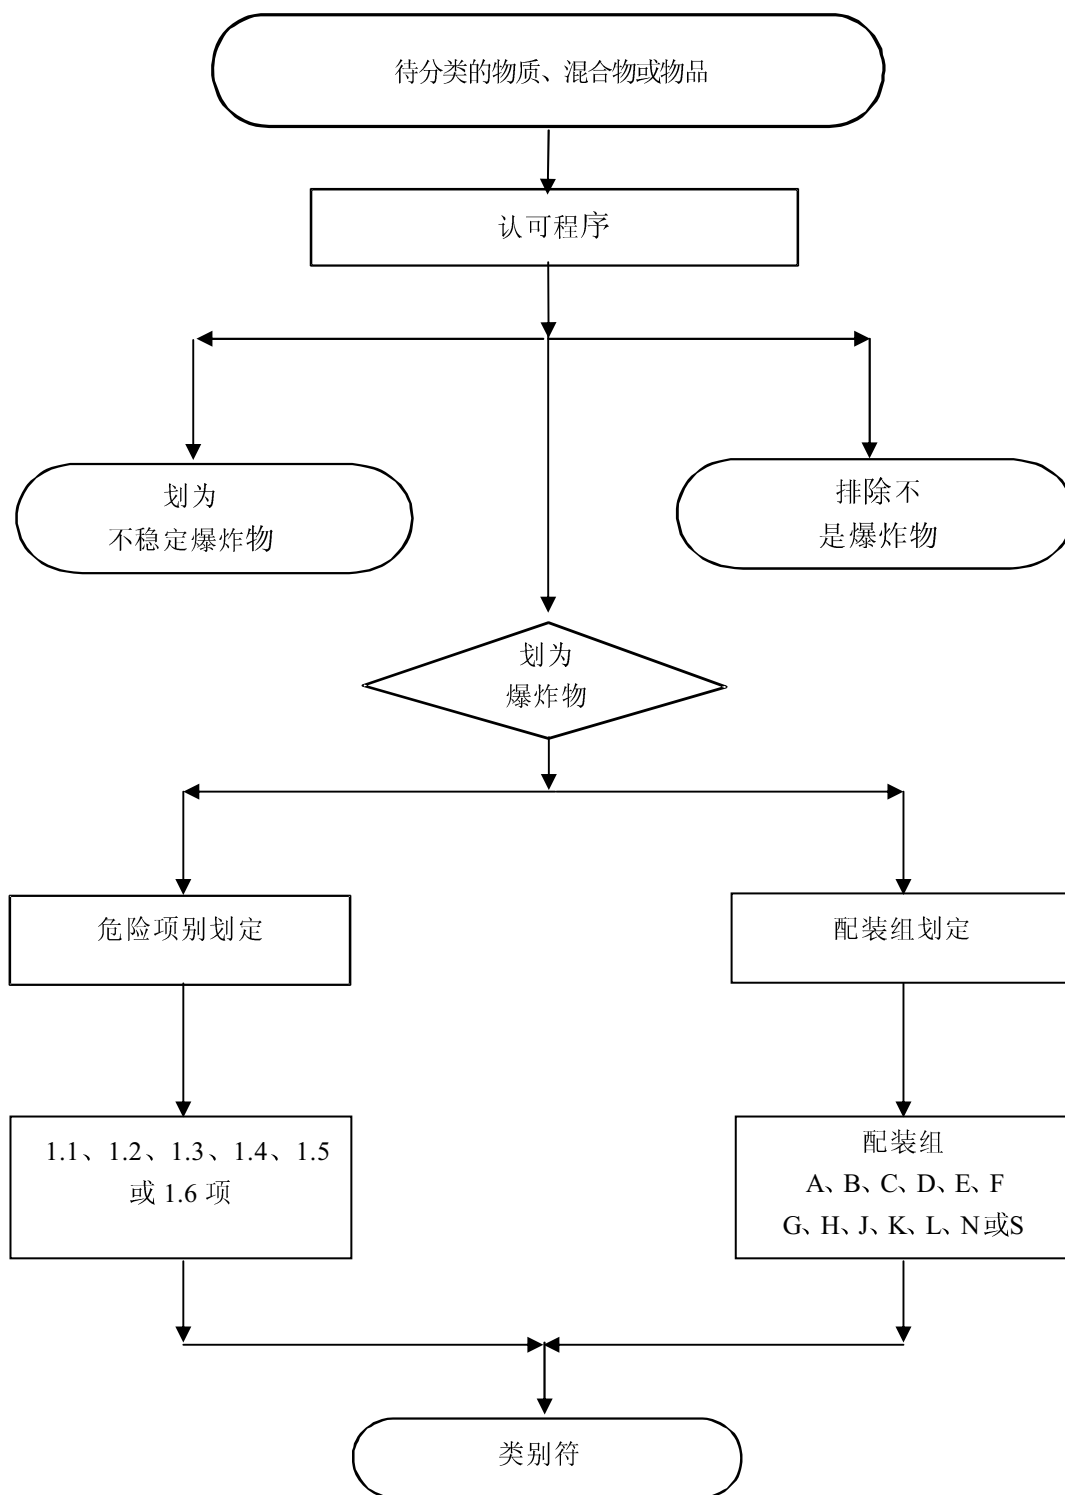 待分类的物质、混合物或物品
认可程序
划为
不稳定爆炸物
排除不
是爆炸物
划为
爆炸物
危险项别划定
配装组划定
1.1、1.2、1.3、1.4、1.5
或 1.6 项
配装组
A、B、C、D、E、F
G、H、J、K、L、N或S
类别符